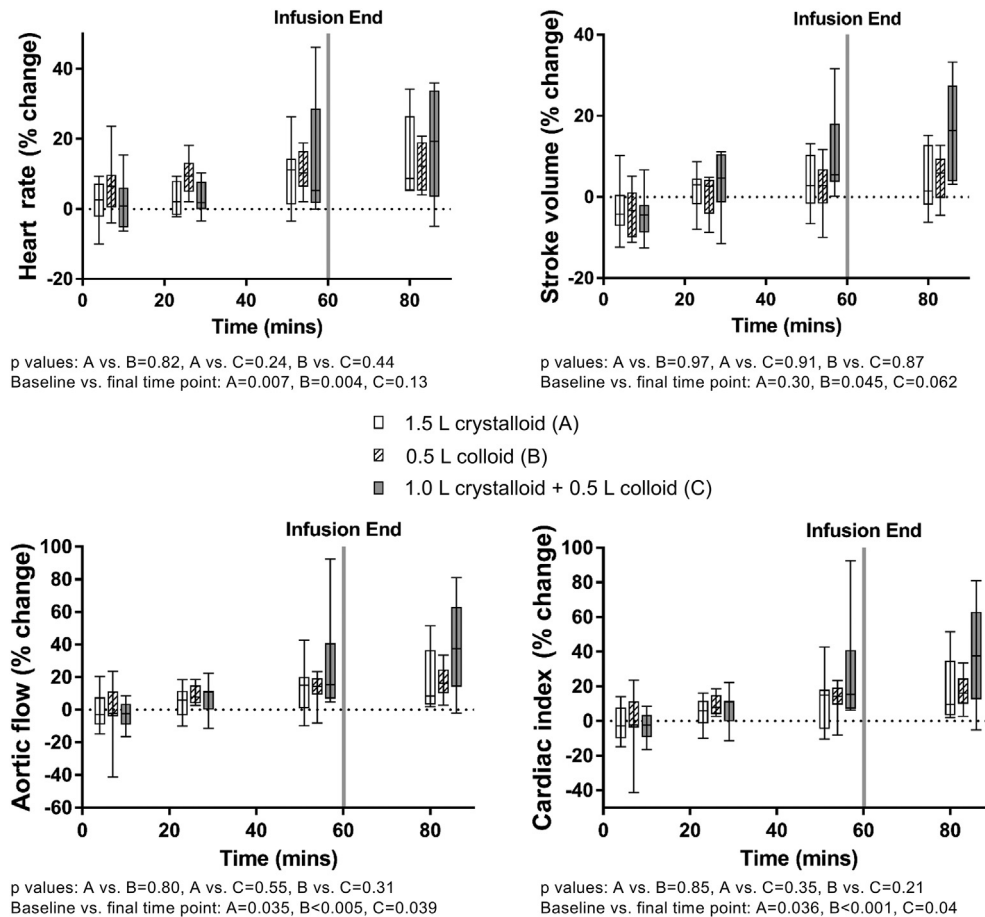 Infusion End
Heart rate (% change)
40
20
0
-20
0 20 40 60 80
Time (mins)
p values: A vs. B=0.82, A vs. C=0.24, B vs. C=0.44
Baseline vs. final time point: A=0.007, B=0.004, C=0.13
Infusion End
Stroke volume (% change)
40
20
0
-20
0 20 40 60 80
Time (mins)
p values: A vs. B=0.97, A vs. C=0.91, B vs. C=0.87
Baseline vs. final time point: A=0.30, B=0.045, C=0.062
1.5 L crystalloid (A)
0.5 L colloid (B)
1.0 L crystalloid + 0.5 L colloid (C)
Infusion End
Aortic flow (% change)
100
80
60
40
20
0
-20
-40
-60
0 20 40 60 80
Time (mins)
p values: A vs. B=0.80, A vs. C=0.55, B vs. C=0.31
Baseline vs. final time point: A=0.035, B<0.005, C=0.039
Infusion End
Cardiac index (% change)
100
80
60
40
20
0
-20
-40
0 20 40 60 80
Time (mins)
p values: A vs. B=0.85, A vs. C=0.35, B vs. C=0.21
Baseline vs. final time point: A=0.036, B<0.001, C=0.04